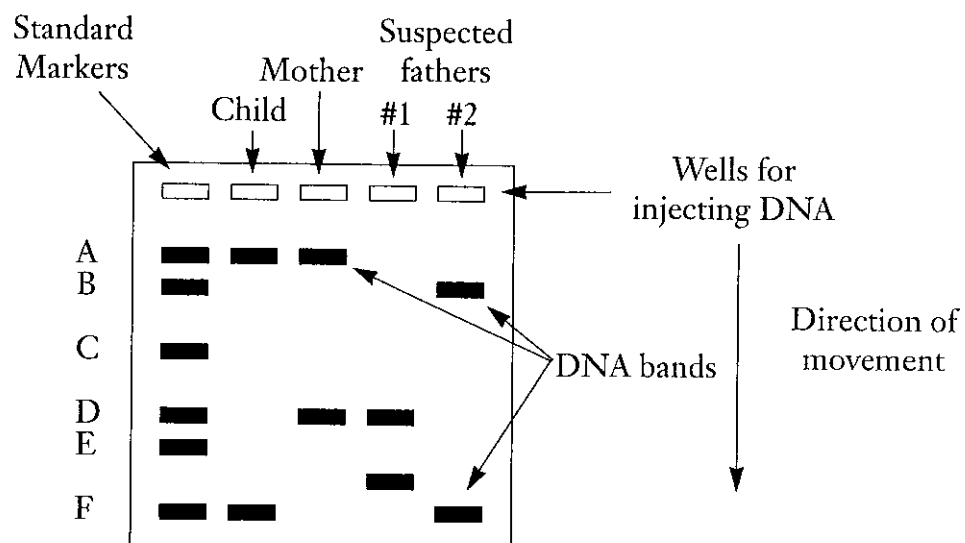 Standard
Markers
Child
Mother
Suspected
fathers
#1 #2
Wells for
injecting DNA
A
B
C
D
E
F
DNA bands
Direction of
movement